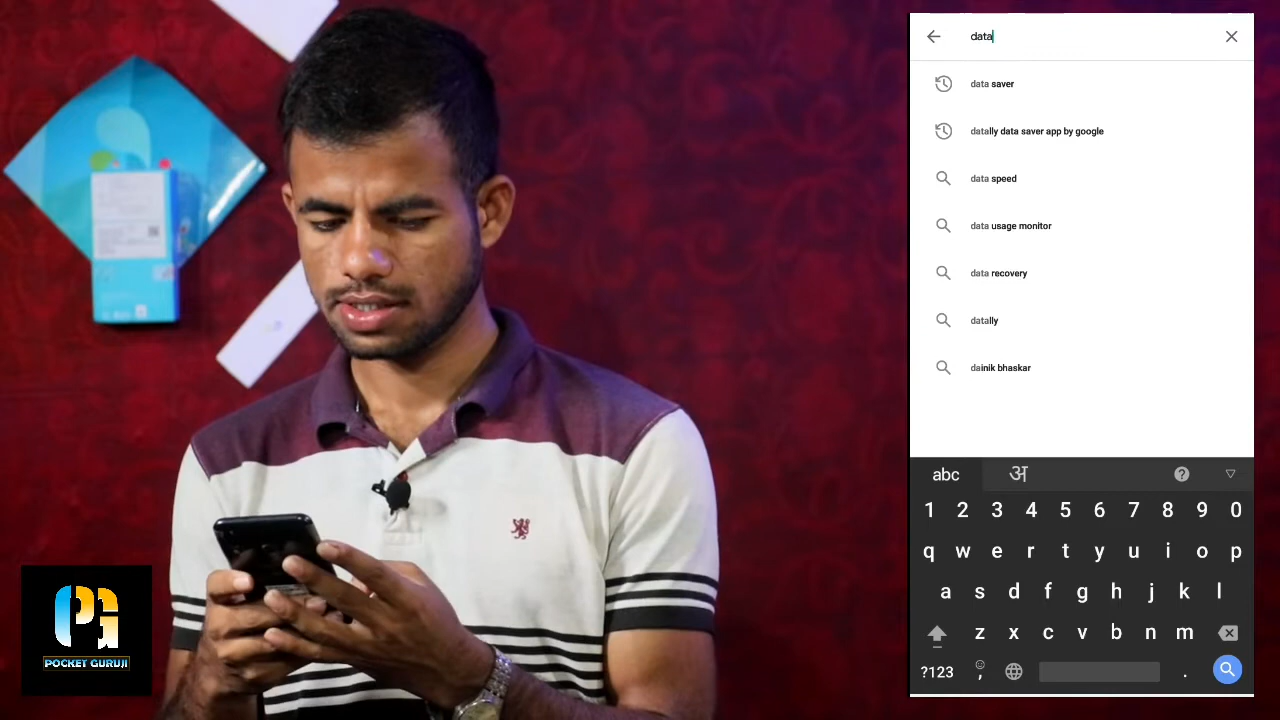 data
data saver
datally data saver app by google
data speed
data usage monitor
data recovery
datally
dainik bhaskar
abc अ ?
1 2 3 4 5 6 7 8 9 0
q w e r t y u i o p
a s d f g h j k l
z x c v b n m
?123 , .
PG
POCKET GURUJI